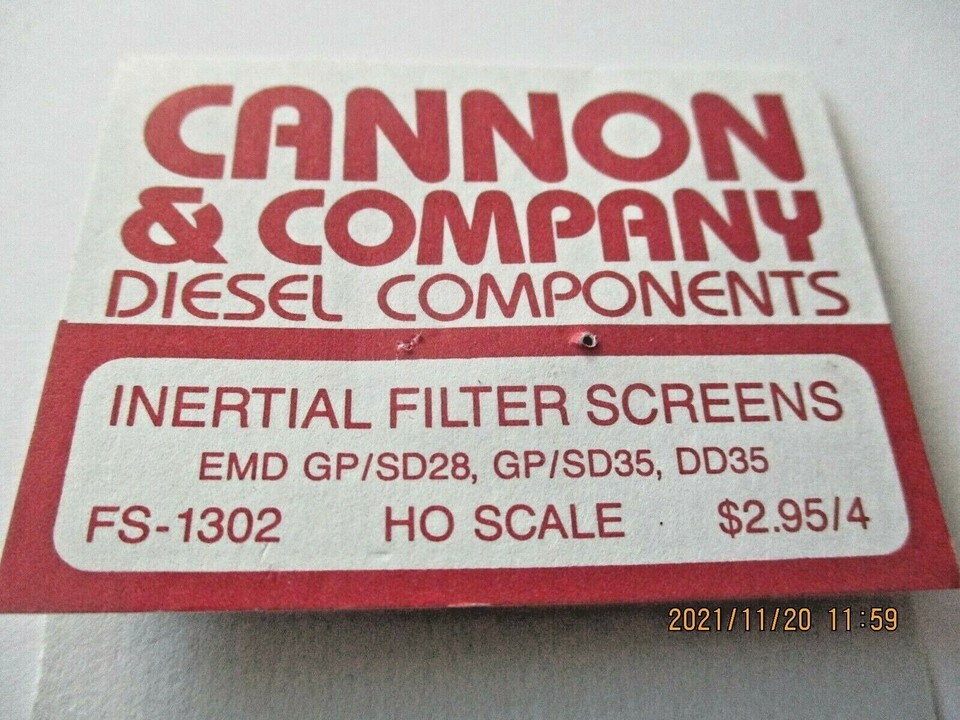 CANNON
& COMPANY
DIESEL COMPONENTS
INERTIAL FILTER SCREENS
EMD GP/SD28, GP/SD35, DD35
FS-1302 HO SCALE $2.95/4
2021/11/20 11:59